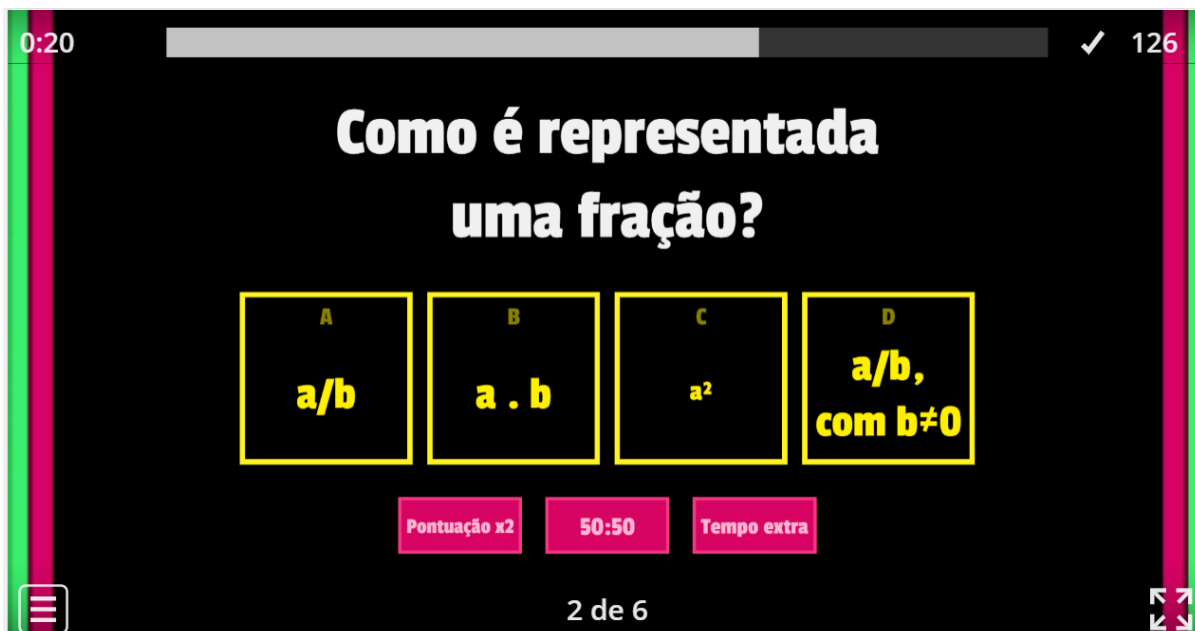 0:20
✓ 126
Como é representada
uma fração?
A
a/b
B
a . b
C
a²
D
a/b,
com b≠0
Pontuação x2
50:50
Tempo extra
2 de 6